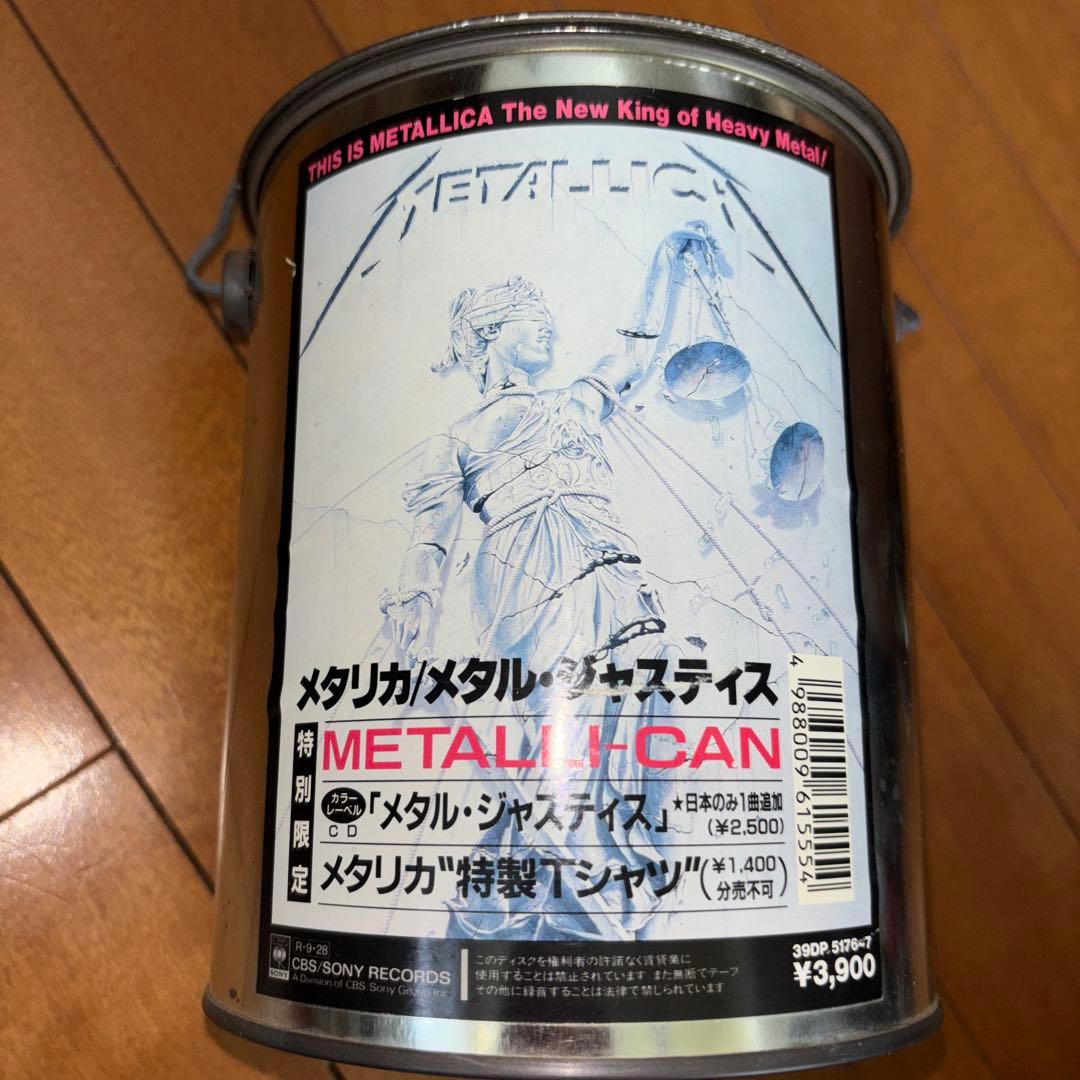 THIS IS METALLICA The New King of Heavy Metal!
METALLICA
メタリカ/メタル・ジャスティス
特別限定
METALLI-CAN
カラーレーベル
CD
「メタル・ジャスティス」
★日本のみ1曲追加
(¥2,500)
メタリカ"特製Tシャツ"
(¥1,400
分売不可)
4 988009 615554
CBS
SONY
R・9・28
CBS/SONY RECORDS
A Division of CBS Sony Group Inc.
このディスクを権利者の許諾なく賃貸業に
使用することは禁止されています また無断でテープ
その他に録音することは法律で禁じられています
39DP 5176~7
¥3,900